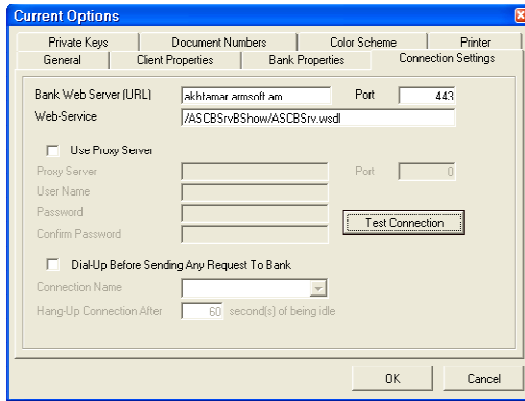 Current Options
Private Keys Document Numbers Color Scheme Printer
General Client Properties Bank Properties Connection Settings
Bank Web Server (URL) akhtamar.armsoft.am Port 443
Web-Service /ASCBSrvBShow/ASCBSrv.wsdl
Use Proxy Server
Proxy Server Port 0
User Name
Password Test Connection
Confirm Password
Dial-Up Before Sending Any Request To Bank
Connection Name
Hang-Up Connection After 60 second(s) of being idle
OK Cancel